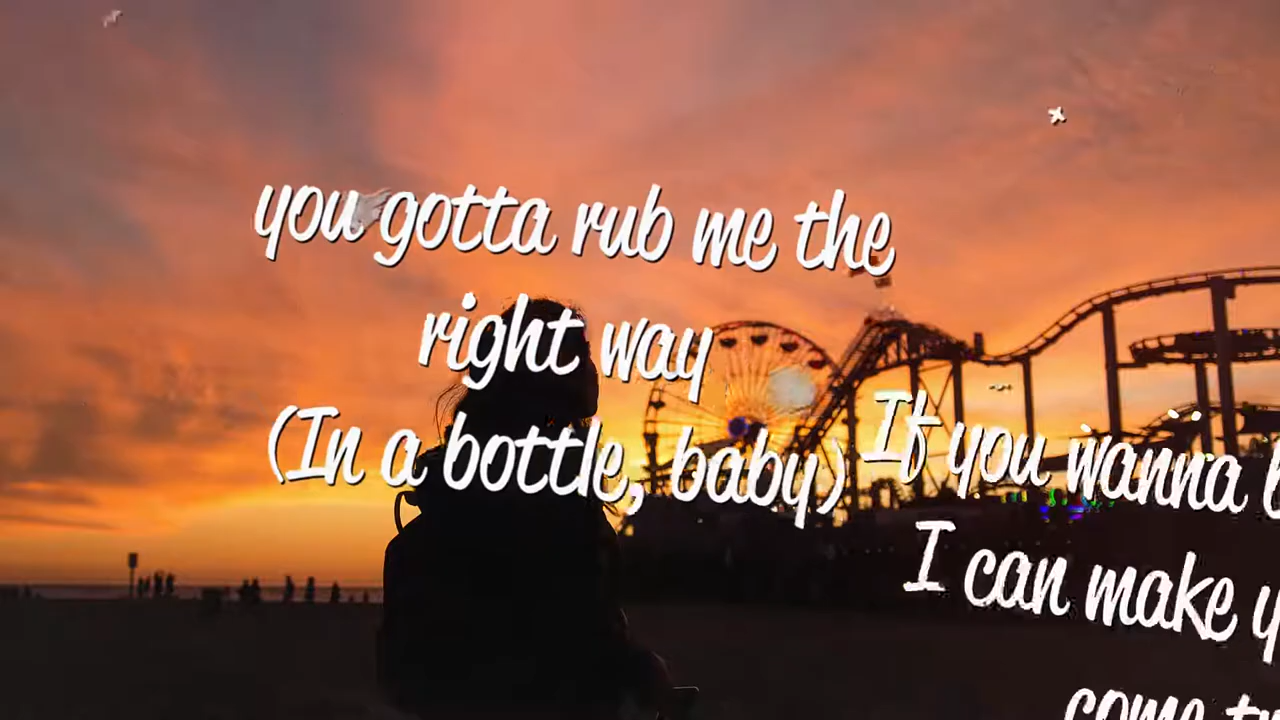 you gotta rub me the
right way
(In a bottle, baby)
If you wanna
I can make
come